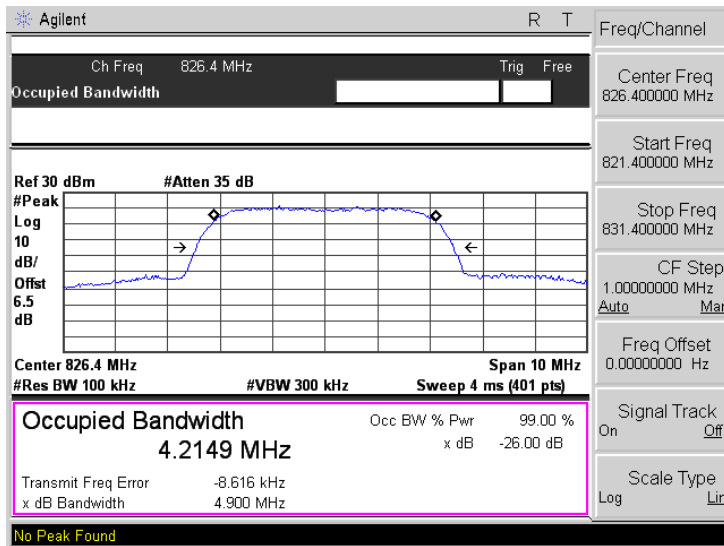 Agilent R T
Ch Freq 826.4 MHz Trig Free
Occupied Bandwidth
Ref 30 dBm #Atten 35 dB
#Peak
Log
10
dB/
Offst
6.5
dB
Center 826.4 MHz Span 10 MHz
#Res BW 100 kHz #VBW 300 kHz Sweep 4 ms (401 pts)
Occupied Bandwidth Occ BW % Pwr 99.00 %
4.2149 MHz x dB -26.00 dB
Transmit Freq Error -8.616 kHz
x dB Bandwidth 4.900 MHz
No Peak Found
Freq/Channel
Center Freq
826.400000 MHz
Start Freq
821.400000 MHz
Stop Freq
831.400000 MHz
CF Step
1.00000000 MHz
Auto Mar
Freq Offset
0.00000000 Hz
Signal Track
On Off
Scale Type
Log Lin